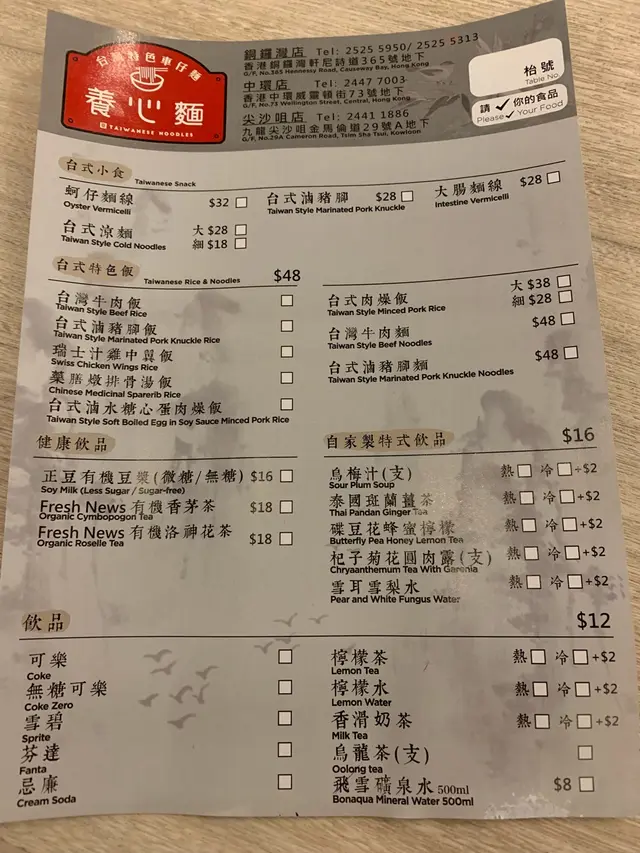 台灣特色車仔麵
養心麵
TAIWANESE NOODLES
銅鑼灣店 Tel: 2525 5950/ 2525 5313
香港銅鑼灣軒尼詩道365號地下
G/F, No.365 Hennessy Road, Causeway Bay, Hong Kong
中環店 Tel: 2447 7003
香港中環威靈頓街73號地下
G/F, No.73 Wellington Street, Central, Hong Kong
尖沙咀店 Tel: 2441 1886
九龍尖沙咀金馬倫道29號A地下
G/F, No.29A Cameron Road, Tsim Sha Tsui, Kowloon
枱號
Table No.
請 ✓ 你的食品
Please ✓ Your Food
台式小食 Taiwanese Snack
蚵仔麵線 $32
Oyster Vermicelli
台式滷豬腳 $28
Taiwan Style Marinated Pork Knuckle
大腸麵線 $28
Intestine Vermicelli
台式涼麵 大 $28
Taiwan Style Cold Noodles 細 $18
台式特色飯 Taiwanese Rice & Noodles $48
台灣牛肉飯
Taiwan Style Beef Rice
台式滷豬腳飯
Taiwan Style Marinated Pork Knuckle Rice
瑞士汁雞中翼飯
Swiss Chicken Wings Rice
藥膳燉排骨湯飯
Chinese Medicinal Sparerib Rice
台式滷水糖心蛋肉燥飯
Taiwan Style Soft Boiled Egg in Soy Sauce Minced Pork Rice
台式肉燥飯 大 $38
Taiwan Style Minced Pork Rice 細 $28
台灣牛肉麵 $48
Taiwan Style Beef Noodles
台式滷豬腳麵 $48
Taiwan Style Marinated Pork Knuckle Noodles
健康飲品
正豆有機豆漿(微糖/無糖) $16
Soy Milk (Less Sugar / Sugar-free)
Fresh News 有機香茅茶 $18
Organic Cymbopogon Tea
Fresh News 有機洛神花茶 $18
Organic Roselle Tea
自家製特式飲品 $16
烏梅汁(支) 熱 冷 +$2
Sour Plum Soup
泰國斑蘭薑茶 熱 冷 +$2
Thai Pandan Ginger Tea
碟豆花蜂蜜檸檬 熱 冷 +$2
Butterfly Pea Honey Lemon Tea
杞子菊花圓肉露(支) 熱 冷 +$2
Chryaanthemum Tea With Garenia
雪耳雪梨水 熱 冷 +$2
Pear and White Fungus Water
飲品 $12
可樂
Coke
無糖可樂
Coke Zero
雪碧
Sprite
芬達
Fanta
忌廉
Cream Soda
檸檬茶 熱 冷 +$2
Lemon Tea
檸檬水 熱 冷 +$2
Lemon Water
香滑奶茶 熱 冷 +$2
Milk Tea
烏龍茶(支)
Oolong tea
飛雪礦泉水 500ml $8
Bonaqua Mineral Water 500ml